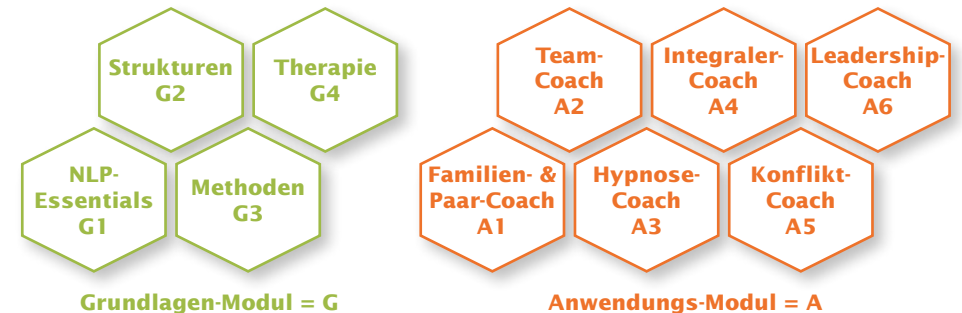 Strukturen
G2
Therapie
G4
NLP-
Essentials
G1
Methoden
G3
Grundlagen-Modul = G
Team-
Coach
A2
Integraler-
Coach
A4
Leadership-
Coach
A6
Familien- &
Paar-Coach
A1
Hypnose-
Coach
A3
Konflikt-
Coach
A5
Anwendungs-Modul = A